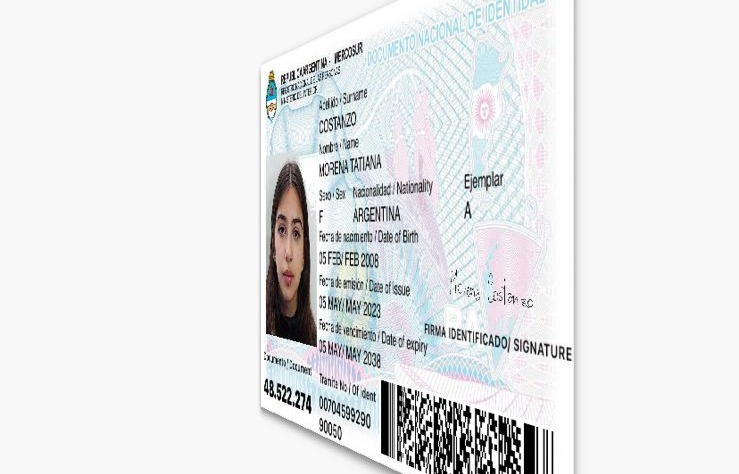 REPUBLICA ARGENTINA - MERCOSUR
REGISTRO NACIONAL DE LAS PERSONAS
MINISTERIO DEL INTERIOR
DOCUMENTO NACIONAL DE IDENTIDAD
Apellido / Surname
COSTANZO
Nombre / Name
MORENA TATIANA
Sexo / Sex Nacionalidad / Nationality
F ARGENTINA
Ejemplar
A
Fecha de nacimiento / Date of Birth
05 FEB/ FEB 2008
Fecha de emisión / Date of Issue
05 MAY/ MAY 2023
Fecha de vencimiento / Date of expiry
05 MAY/ MAY 2038
Morena Costanzo
FIRMA IDENTIFICADO/ SIGNATURE
Documento / Document
48.522.274
Tramite No / Of ident
00704599290
90050